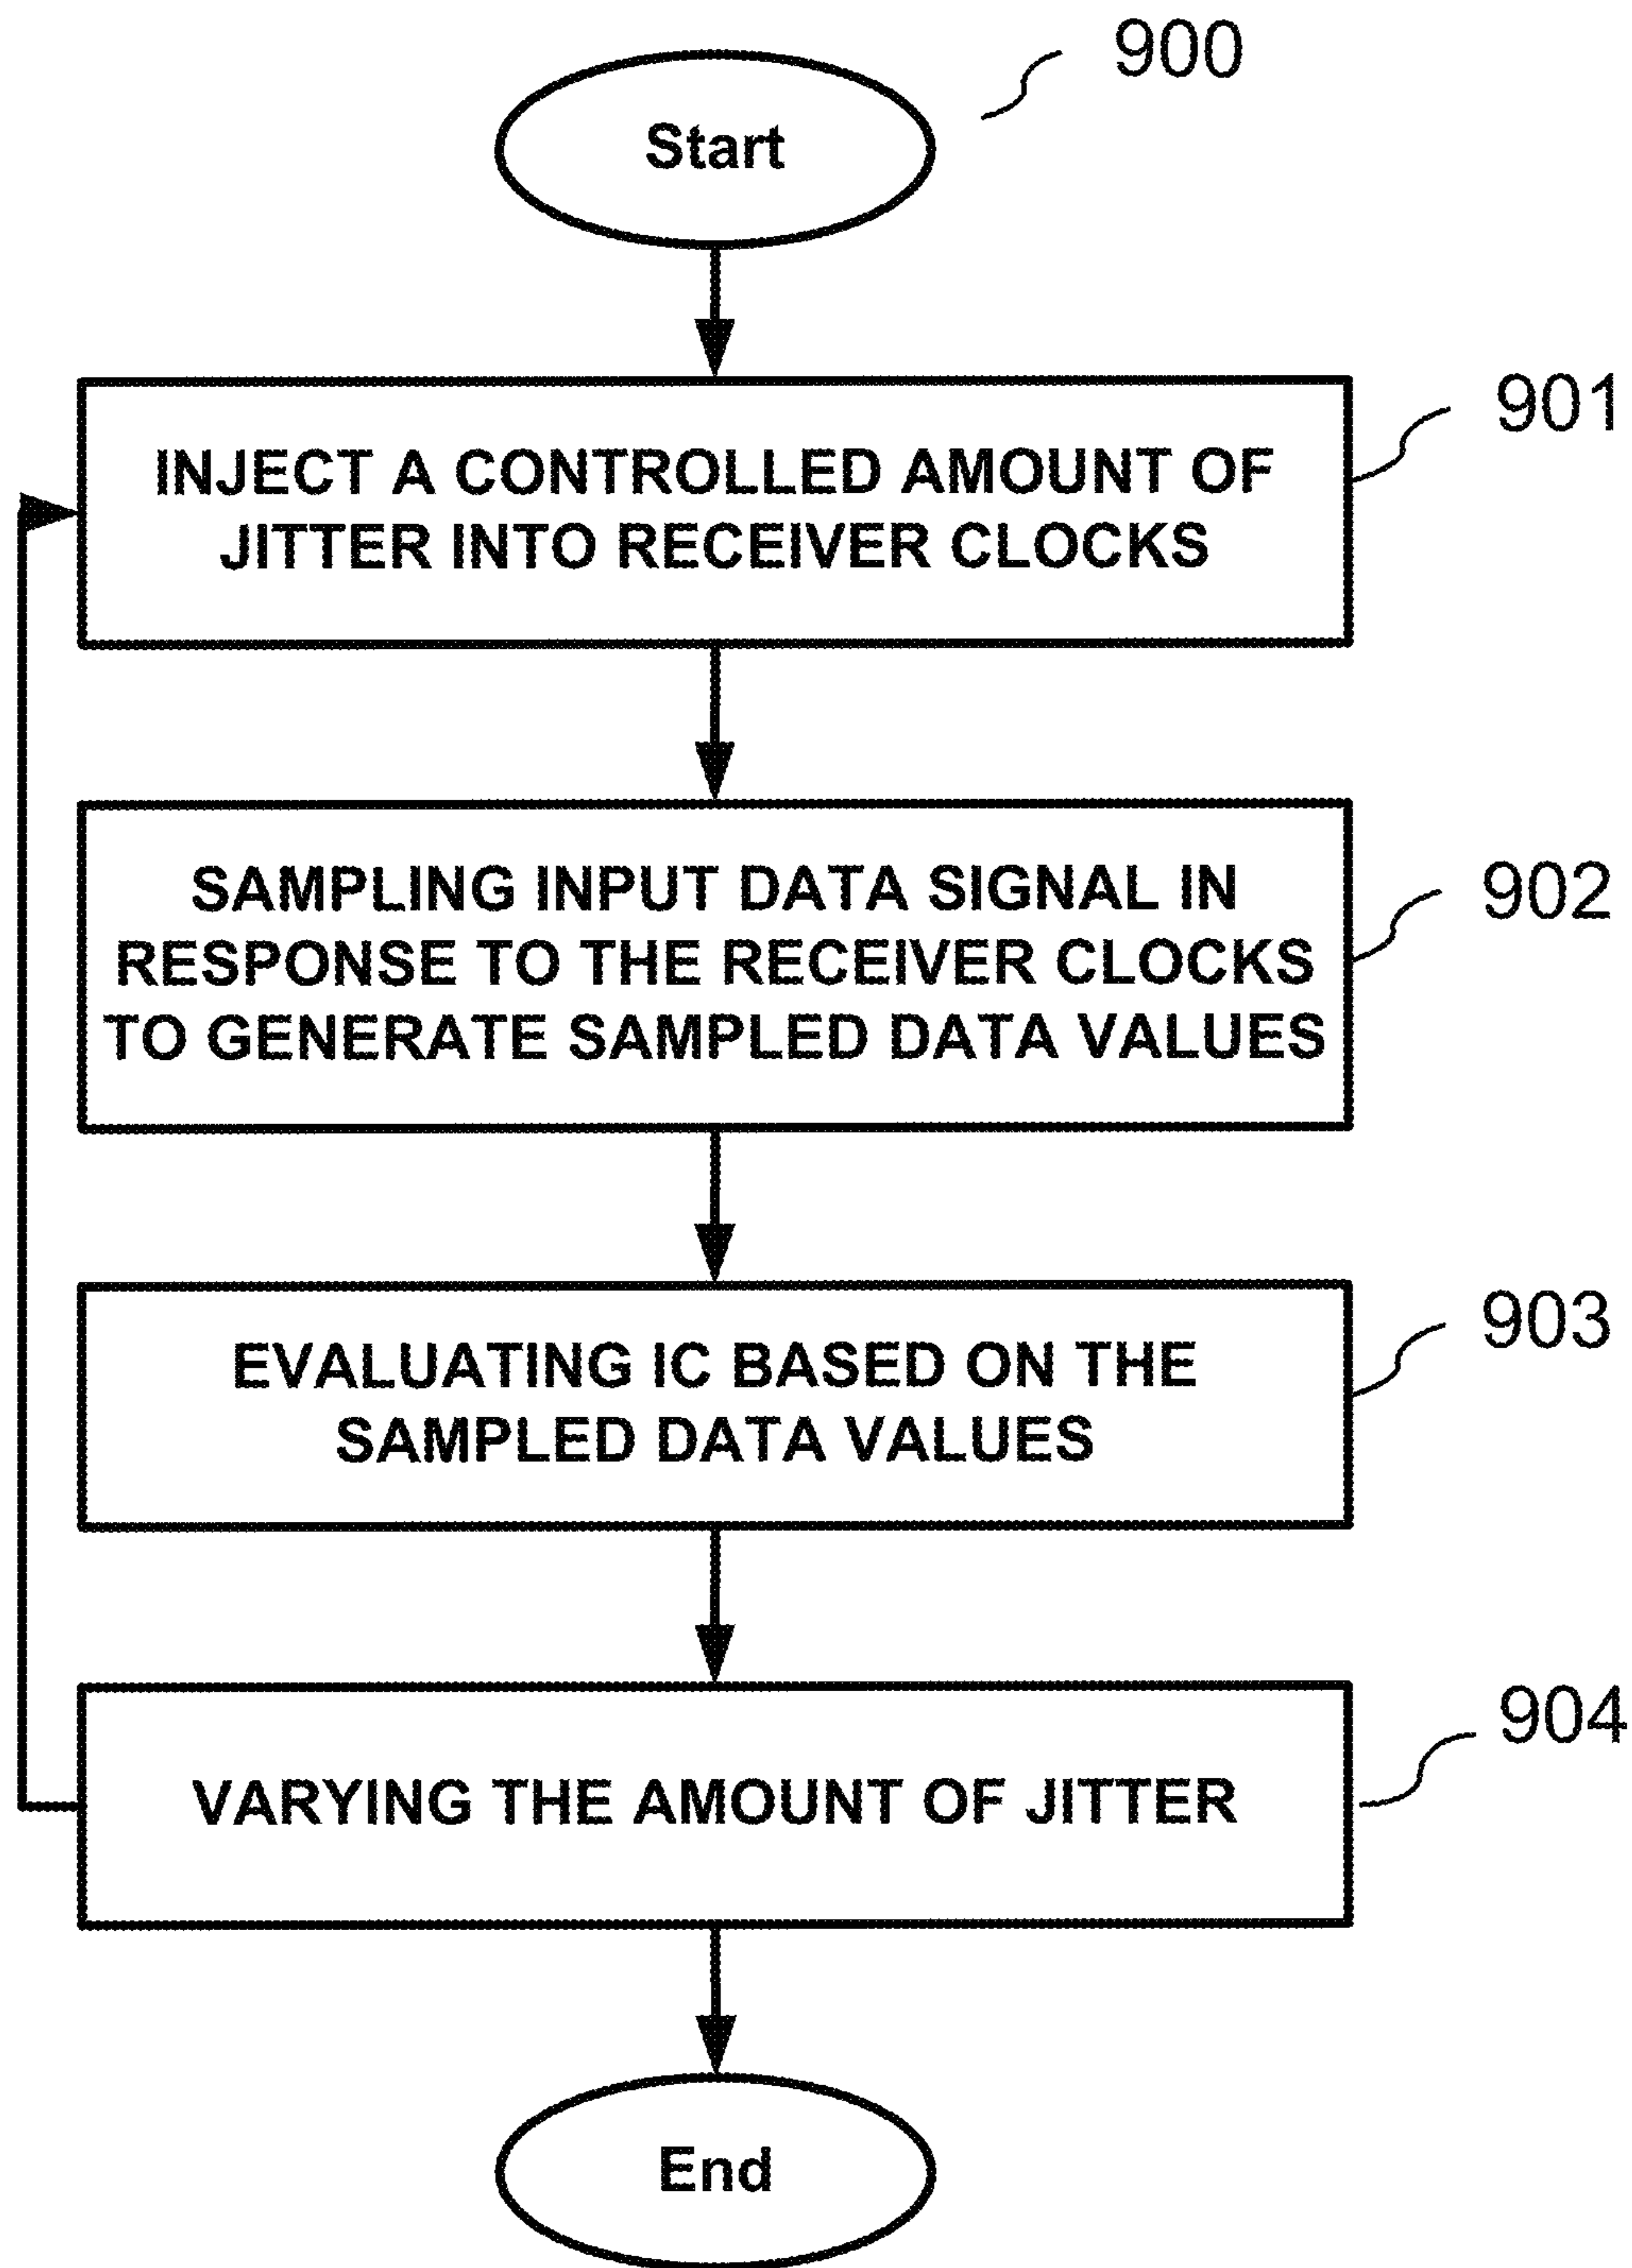 900
Start
901
INJECT A CONTROLLED AMOUNT OF
JITTER INTO RECEIVER CLOCKS
902
SAMPLING INPUT DATA SIGNAL IN
RESPONSE TO THE RECEIVER CLOCKS
TO GENERATE SAMPLED DATA VALUES
903
EVALUATING IC BASED ON THE
SAMPLED DATA VALUES
904
VARYING THE AMOUNT OF JITTER
End